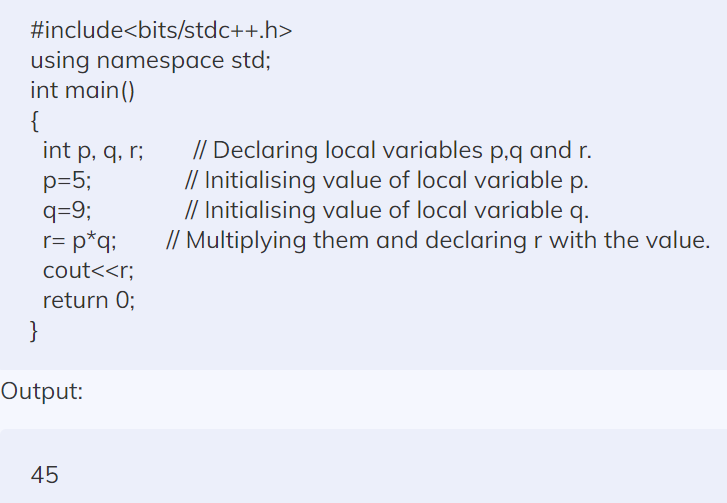 #include<bits/stdc++.h>
using namespace std;
int main()
{
int p, q, r; // Declaring local variables p,q and r.
p=5; // Initialising value of local variable p.
q=9; // Initialising value of local variable q.
r= p*q; // Multiplying them and declaring r with the value.
cout<<r;
return 0;
}
Output:
45